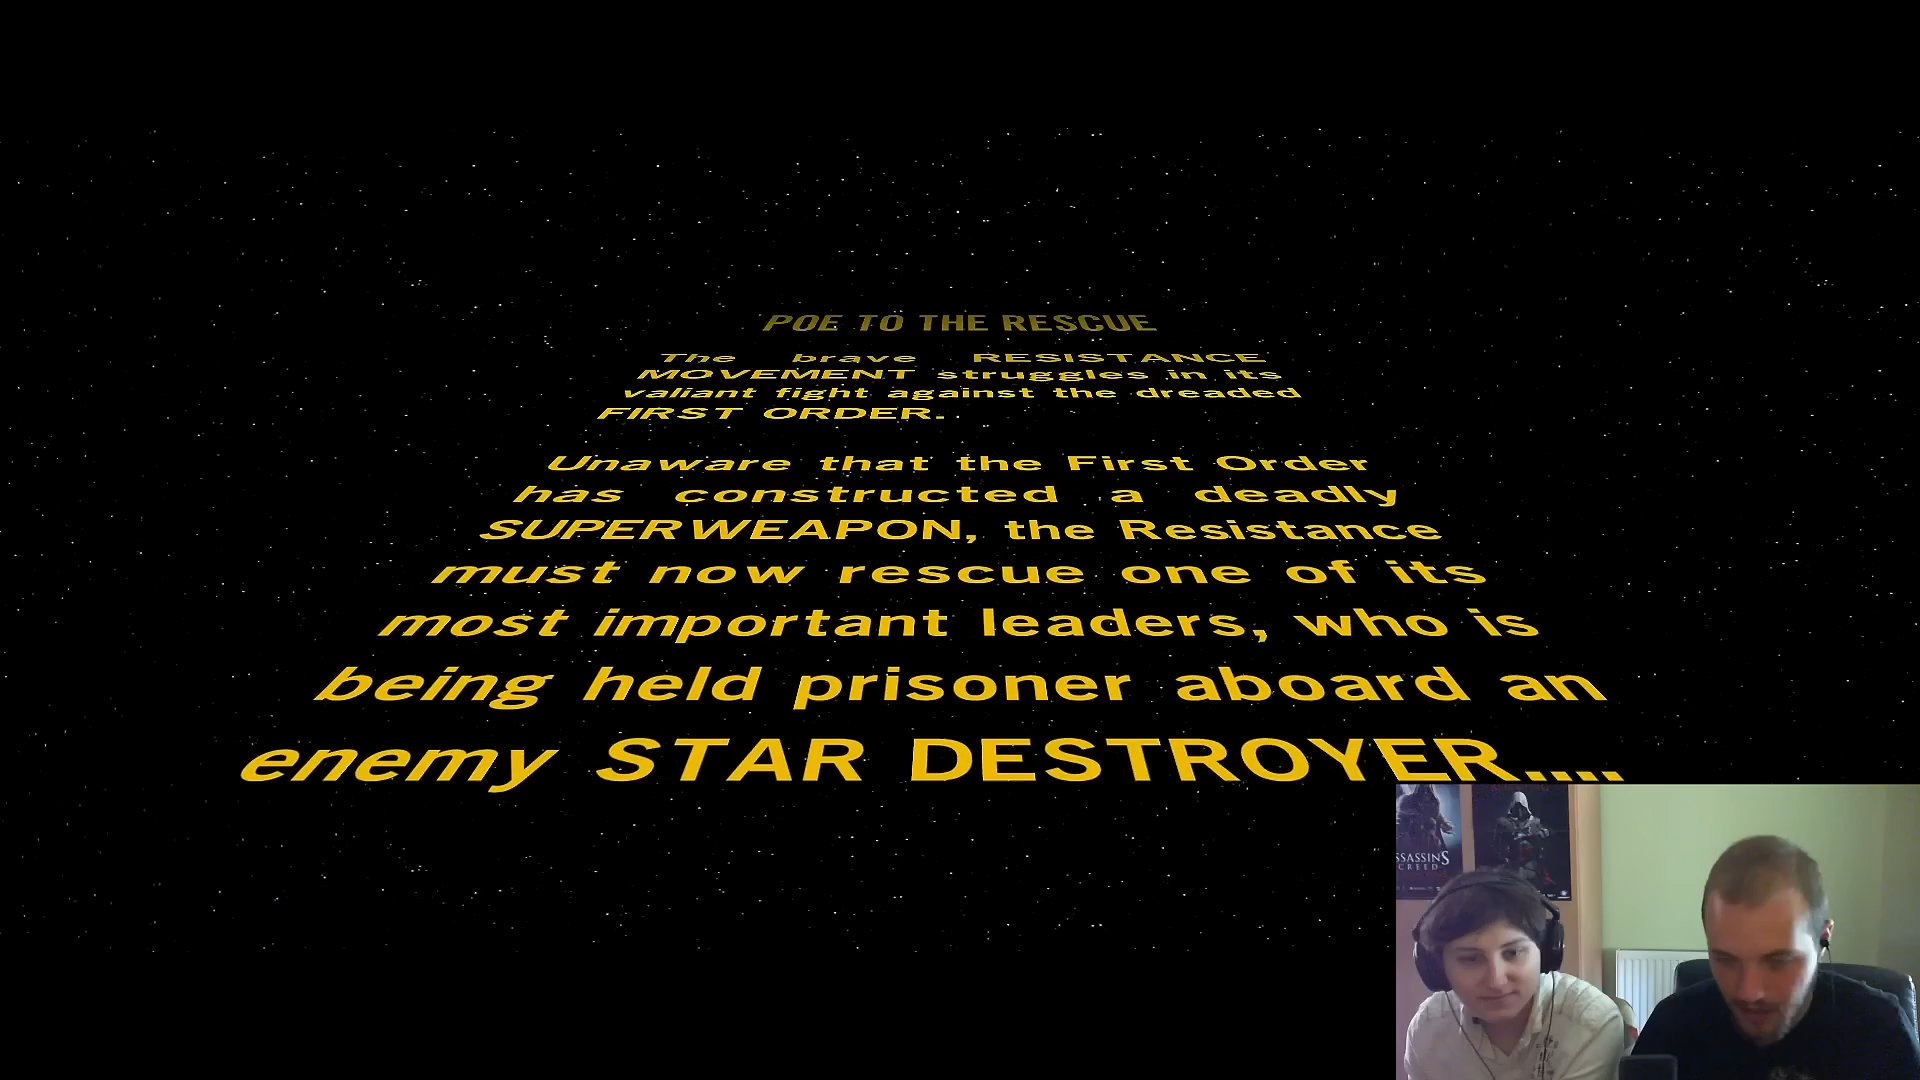 POE TO THE RESCUE
The brave RESISTANCE
MOVEMENT struggles in its
valiant fight against the dreaded
FIRST ORDER.
Unaware that the First Order
has constructed a deadly
SUPERWEAPON, the Resistance
must now rescue one of its
most important leaders, who is
being held prisoner aboard an
enemy STAR DESTROYER....
SSASSINS
CREED